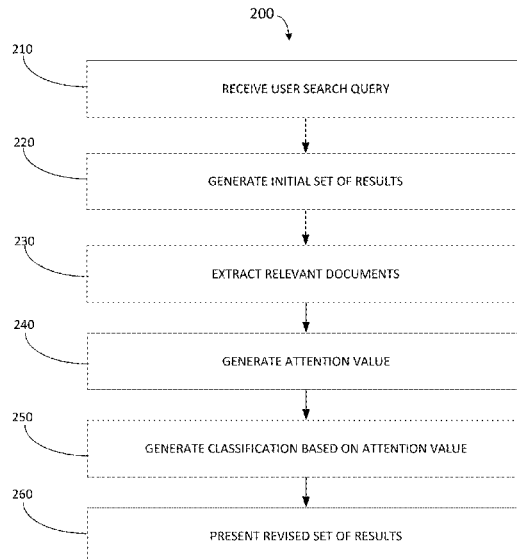 200
210
RECEIVE USER SEARCH QUERY
220
GENERATE INITIAL SET OF RESULTS
230
EXTRACT RELEVANT DOCUMENTS
240
GENERATE ATTENTION VALUE
250
GENERATE CLASSIFICATION BASED ON ATTENTION VALUE
260
PRESENT REVISED SET OF RESULTS